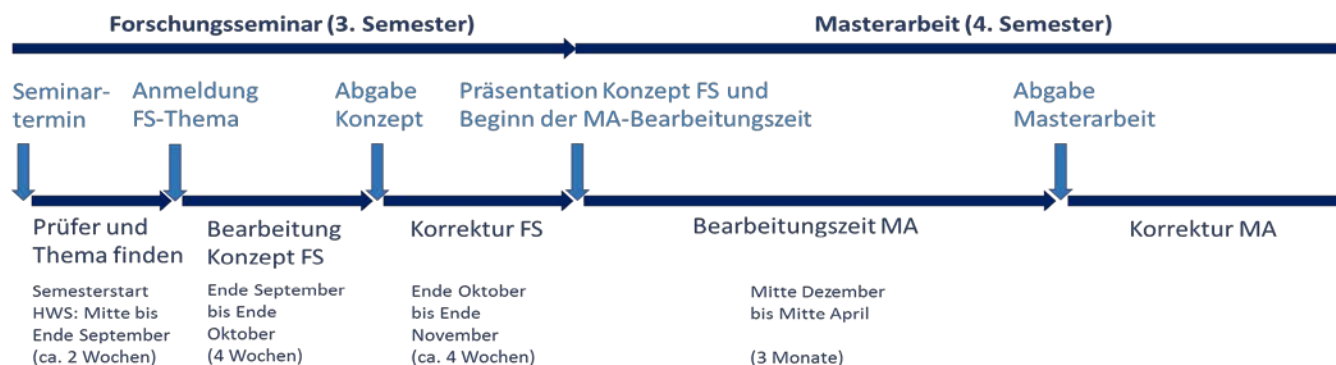 Forschungsseminar (3. Semester)
Masterarbeit (4. Semester)
Seminar-
termin
Anmeldung
FS-Thema
Abgabe
Konzept
Präsentation Konzept FS und
Beginn der MA-Bearbeitungszeit
Abgabe
Masterarbeit
Prüfer und
Thema finden
Bearbeitung
Konzept FS
Korrektur FS
Bearbeitungszeit MA
Korrektur MA
Semesterstart
HWS: Mitte bis
Ende September
(ca. 2 Wochen)
Ende September
bis Ende
Oktober
(4 Wochen)
Ende Oktober
bis Ende
November
(ca. 4 Wochen)
Mitte Dezember
bis Mitte April
(3 Monate)